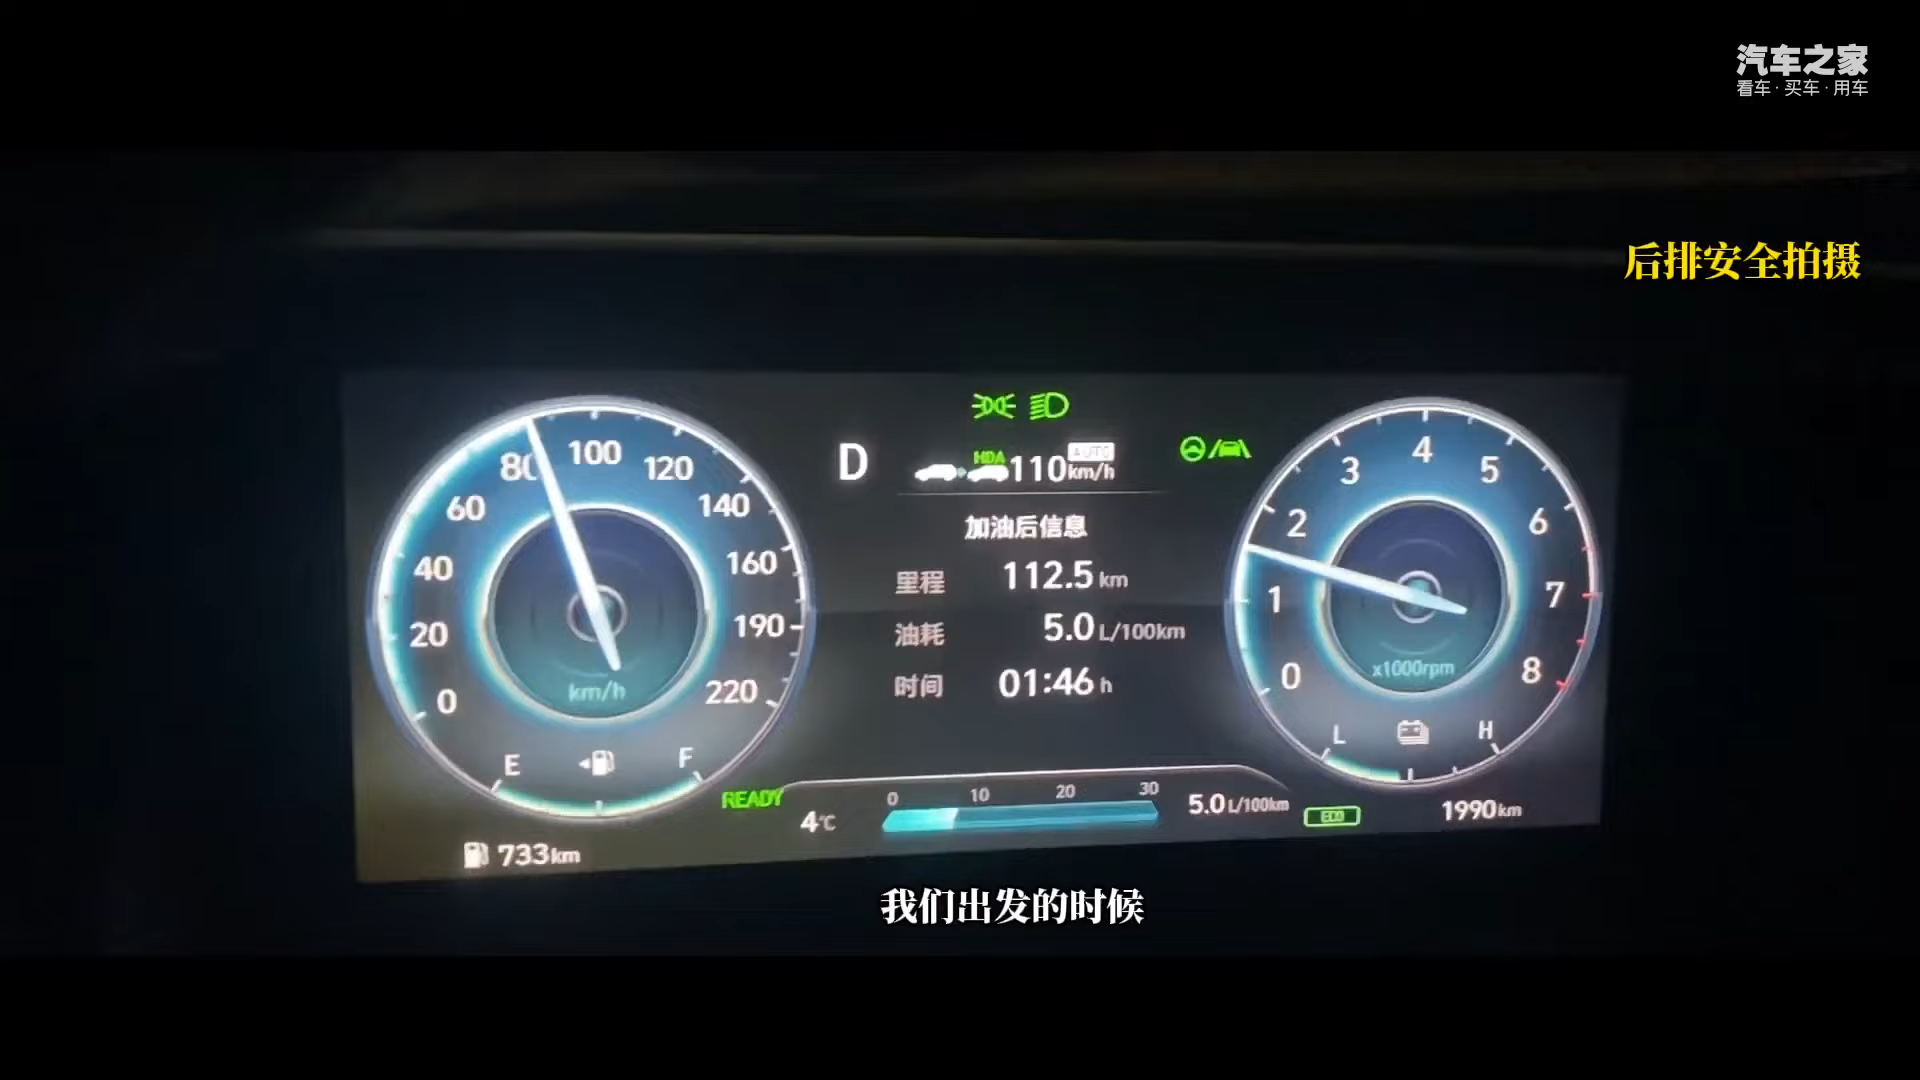 汽车之家
看车·买车·用车
后排安全拍摄
0 20 40 60 80 100 120 140 160 190 220
km/h
E F
733km
D
HDA
110km/h
AUTO
加油后信息
里程 112.5 km
油耗 5.0 L/100km
时间 01:46 h
READY
4℃
0 10 20 30
5.0 L/100km
ECO
0 1 2 3 4 5 6 7 8
x1000rpm
L H
1990km
我们出发的时候